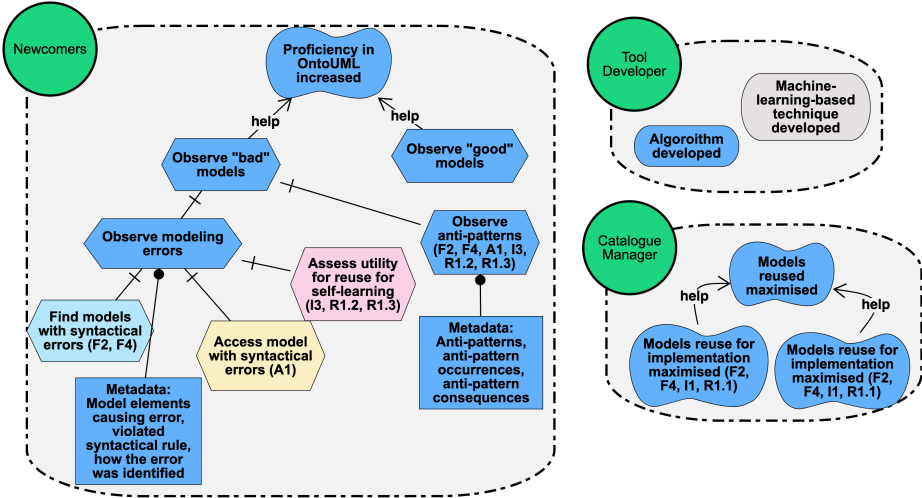 Newcomers
Proficiency in
OntoUML
increased
help
help
Observe "bad"
models
Observe "good"
models
Observe modeling
errors
Observe
anti-patterns
(F2, F4, A1, I3,
R1.2, R1.3)
Assess utility
for reuse for
self-learning
(I3, R1.2, R1.3)
Find models
with syntactical
errors (F2, F4)
Access model
with syntactical
errors (A1)
Metadata:
Anti-patterns,
anti-pattern
occurrences,
anti-pattern
consequences
Metadata:
Model elements
causing error,
violated
syntactical rule,
how the error
was identified
Tool
Developer
Machine-
learning-based
technique
developed
Algoroithm
developed
Catalogue
Manager
Models
reused
maximised
help
help
Models reuse for
implementation
maximised (F2,
F4, I1, R1.1)
Models reuse for
implementation
maximised (F2,
F4, I1, R1.1)